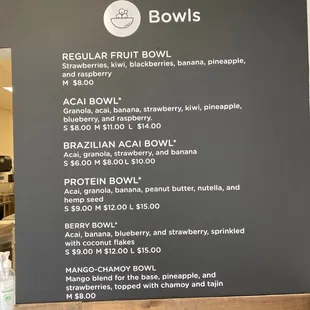 Bowls
REGULAR FRUIT BOWL
Strawberries, kiwi, blackberries, banana, pineapple,
and raspberry
M $8.00
ACAI BOWL*
Granola, acai, banana, strawberry, kiwi, pineapple,
blueberry, and raspberry.
S $8.00 M $11.00 L $14.00
BRAZILIAN ACAI BOWL*
Acai, granola, strawberry, and banana
S $6.00 M $8.00 L $10.00
PROTEIN BOWL*
Acai, granola, banana, peanut butter, nutella, and
hemp seed
S $9.00 M $12.00 L $15.00
BERRY BOWL*
Acai, banana, blueberry, and strawberry, sprinkled
with coconut flakes
S $9.00 M $12.00 L $15.00
MANGO-CHAMOY BOWL
Mango blend for the base, pineapple, and
strawberries, topped with chamoy and tajin
M $8.00